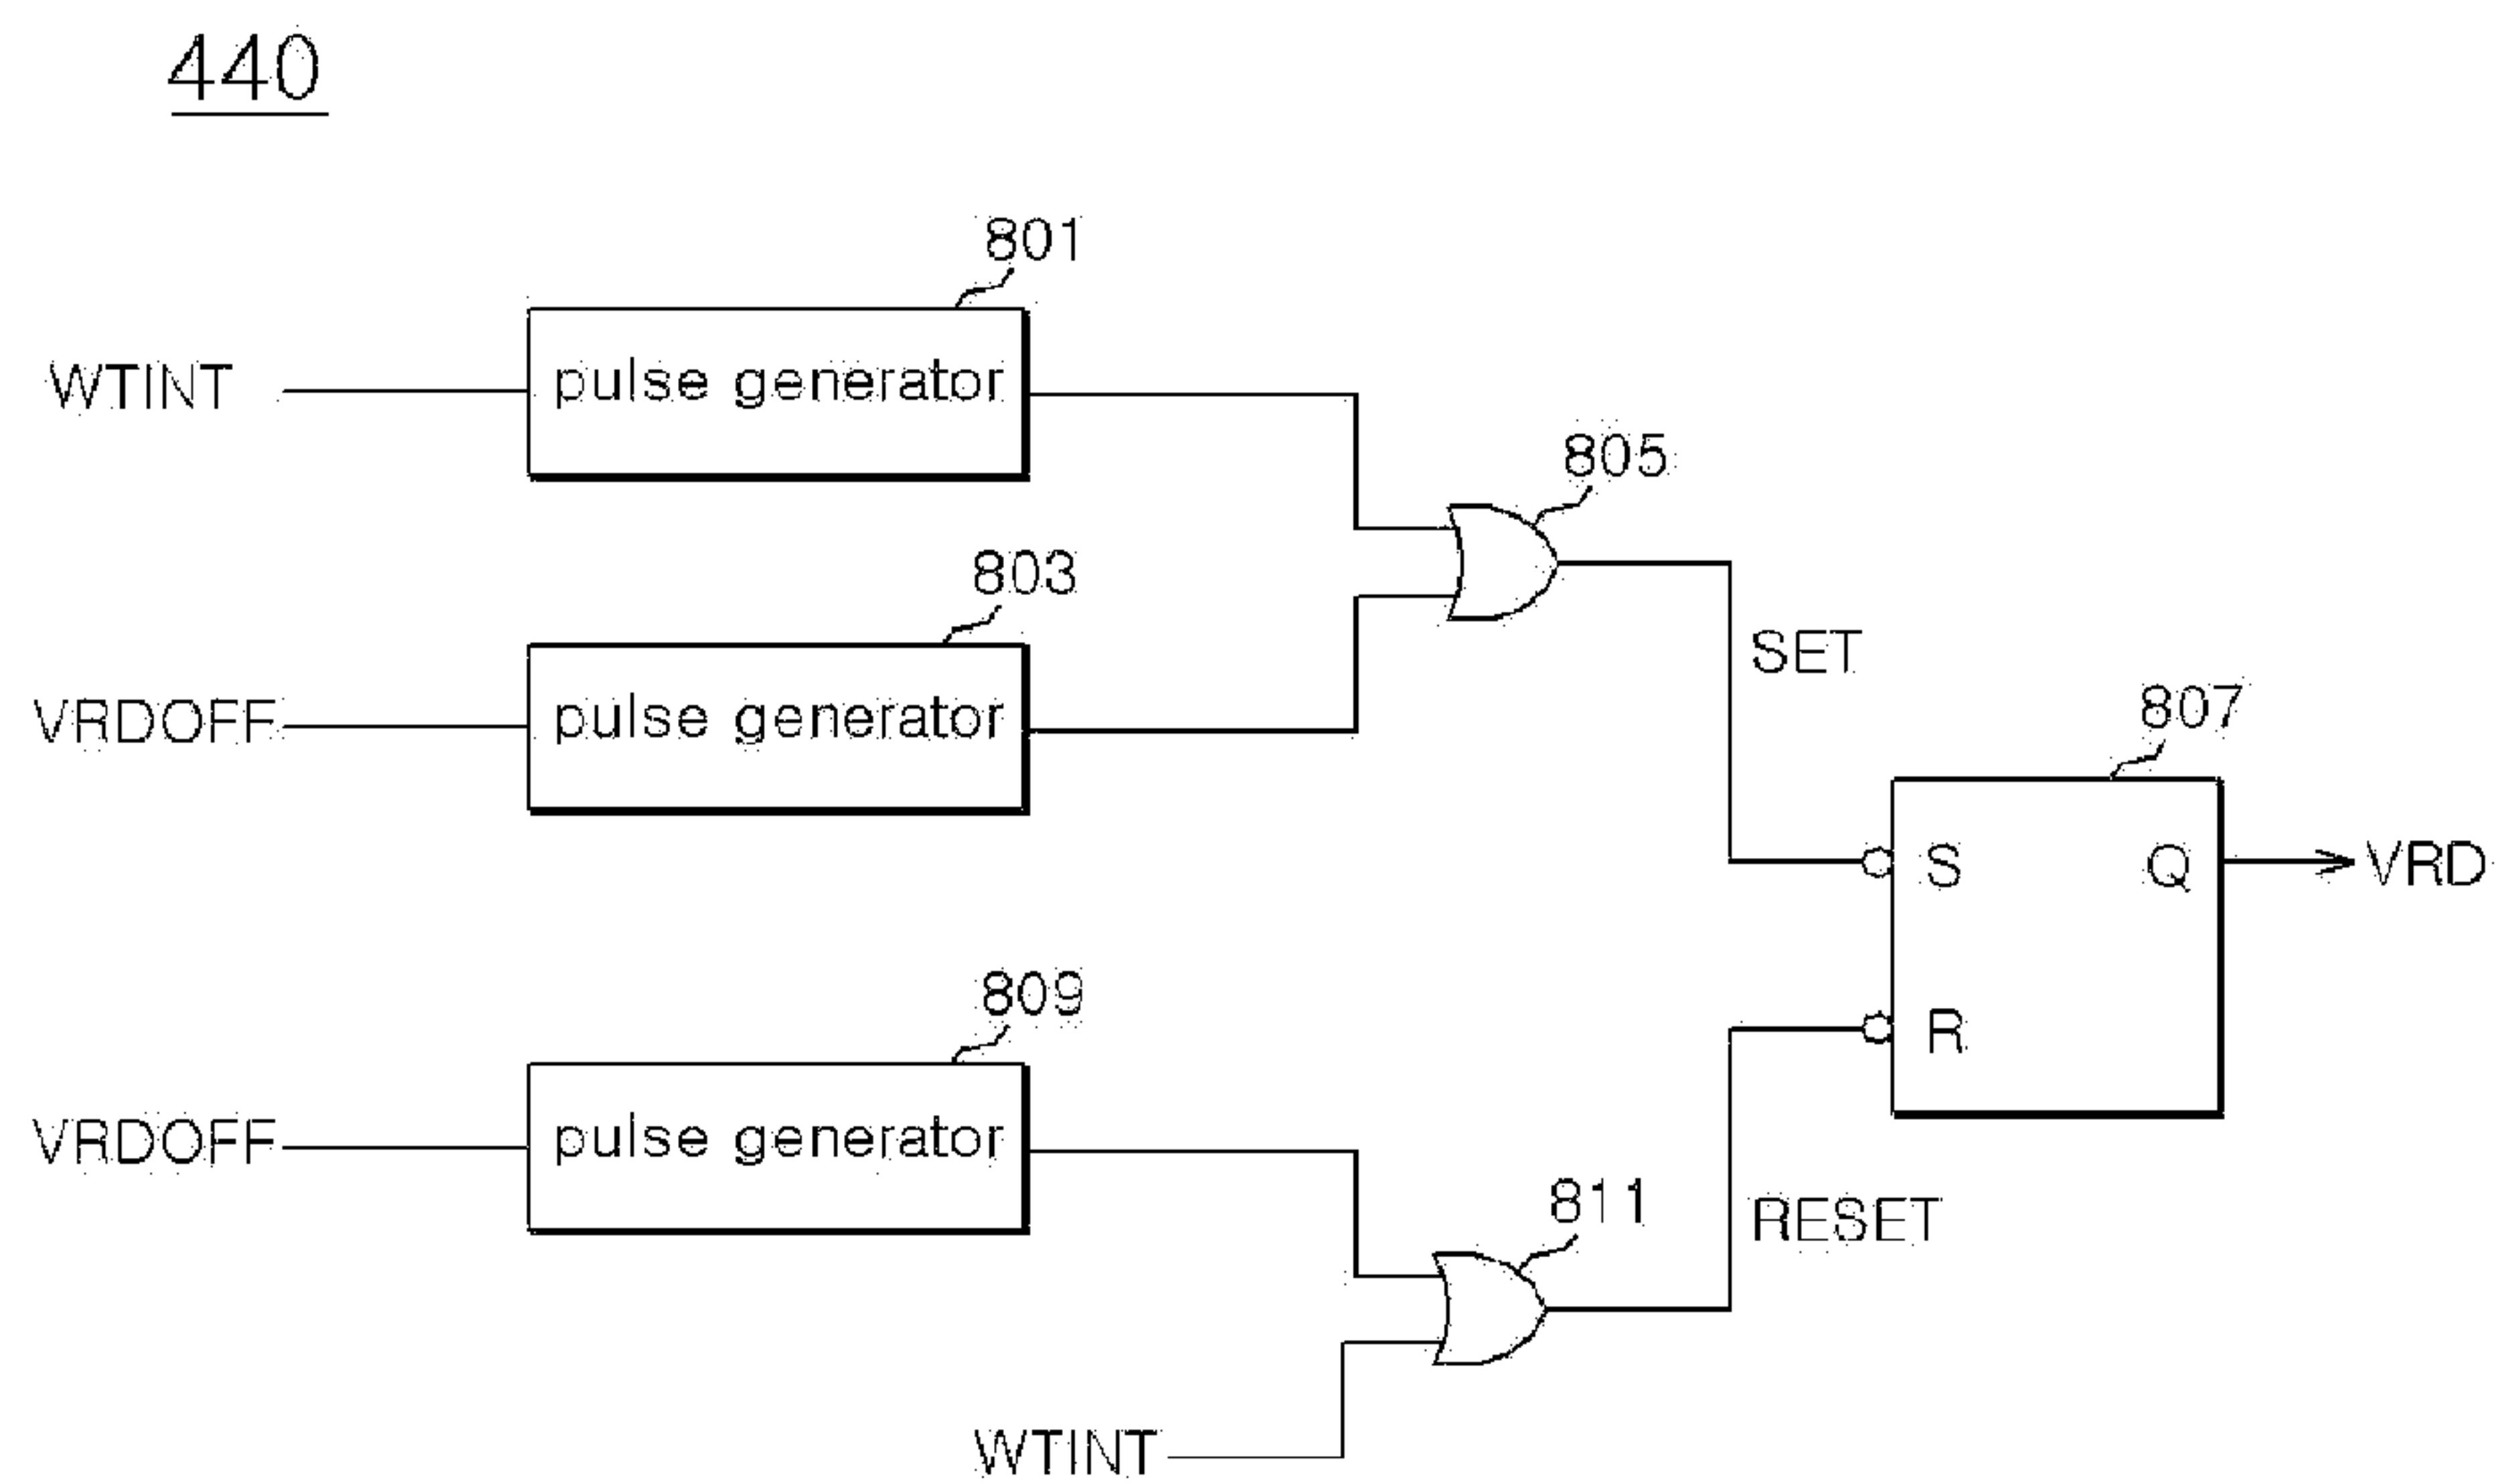 440
801
WTINT
pulse generator
805
803
SET
VRDOFF
pulse generator
807
S
Q
VRD
809
R
VRDOFF
pulse generator
811
RESET
WTINT